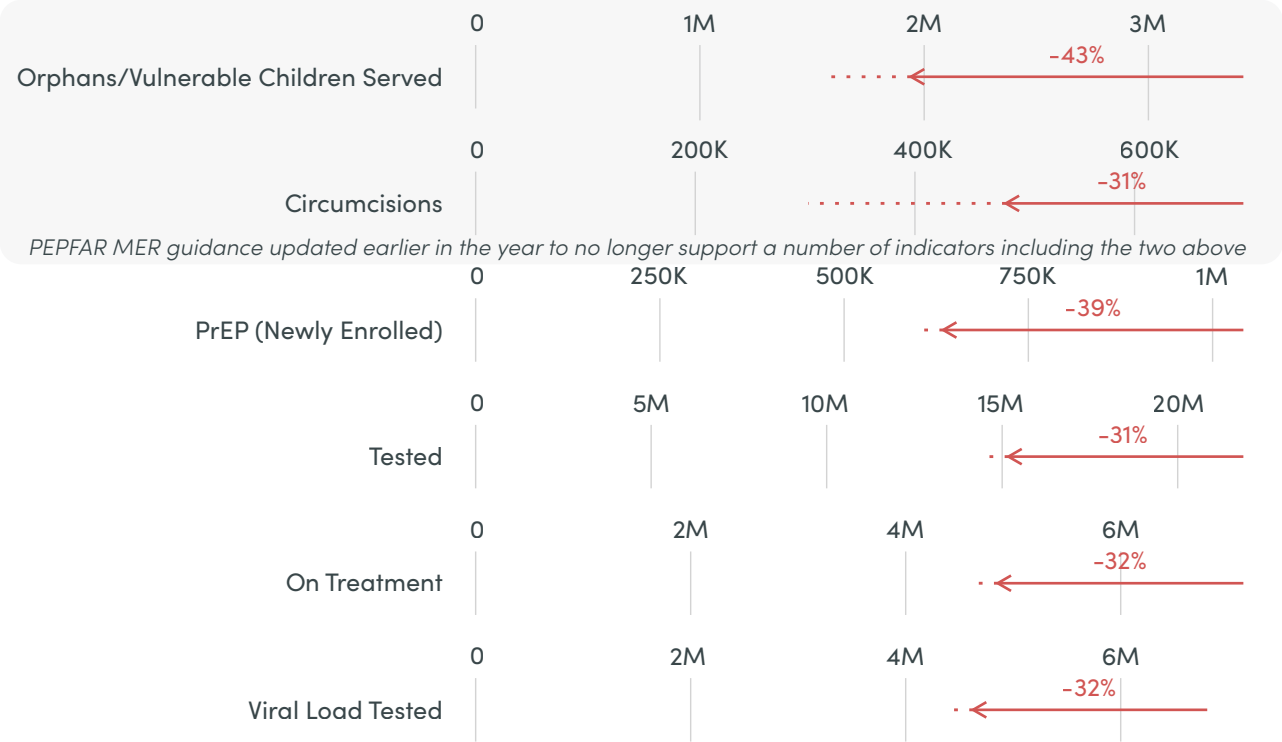 0 1M 2M 3M
-43%
Orphans/Vulnerable Children Served
0 200K 400K 600K
-31%
Circumcisions
PEPFAR MER guidance updated earlier in the year to no longer support a number of indicators including the two above
0 250K 500K 750K 1M
-39%
PrEP (Newly Enrolled)
0 5M 10M 15M 20M
-31%
Tested
0 2M 4M 6M
-32%
On Treatment
0 2M 4M 6M
-32%
Viral Load Tested